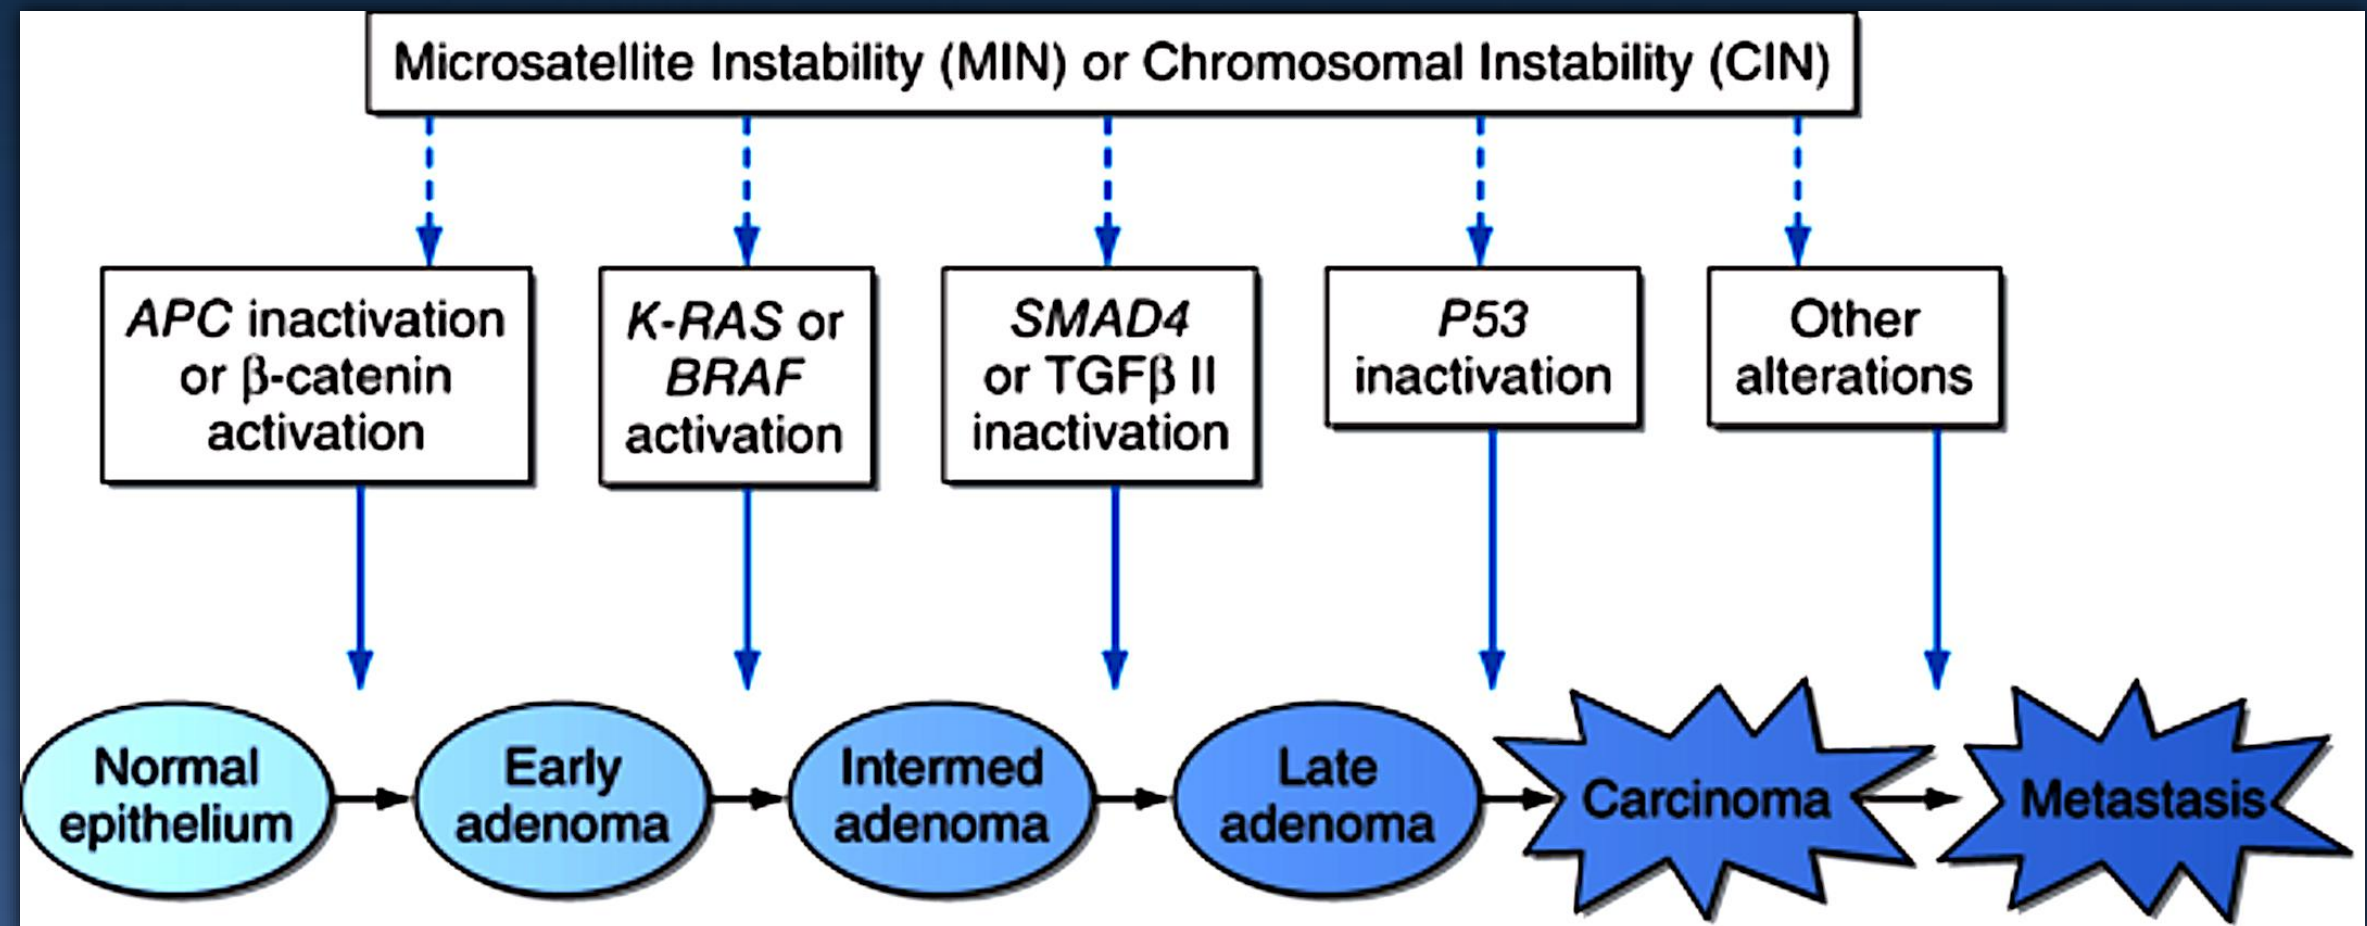 Microsatellite Instability (MIN) or Chromosomal Instability (CIN)
APC inactivation
or β-catenin
activation
K-RAS or
BRAF
activation
SMAD4
or TGFβ II
inactivation
P53
inactivation
Other
alterations
Normal
epithelium
Early
adenoma
Intermed
adenoma
Late
adenoma
Carcinoma
Metastasis